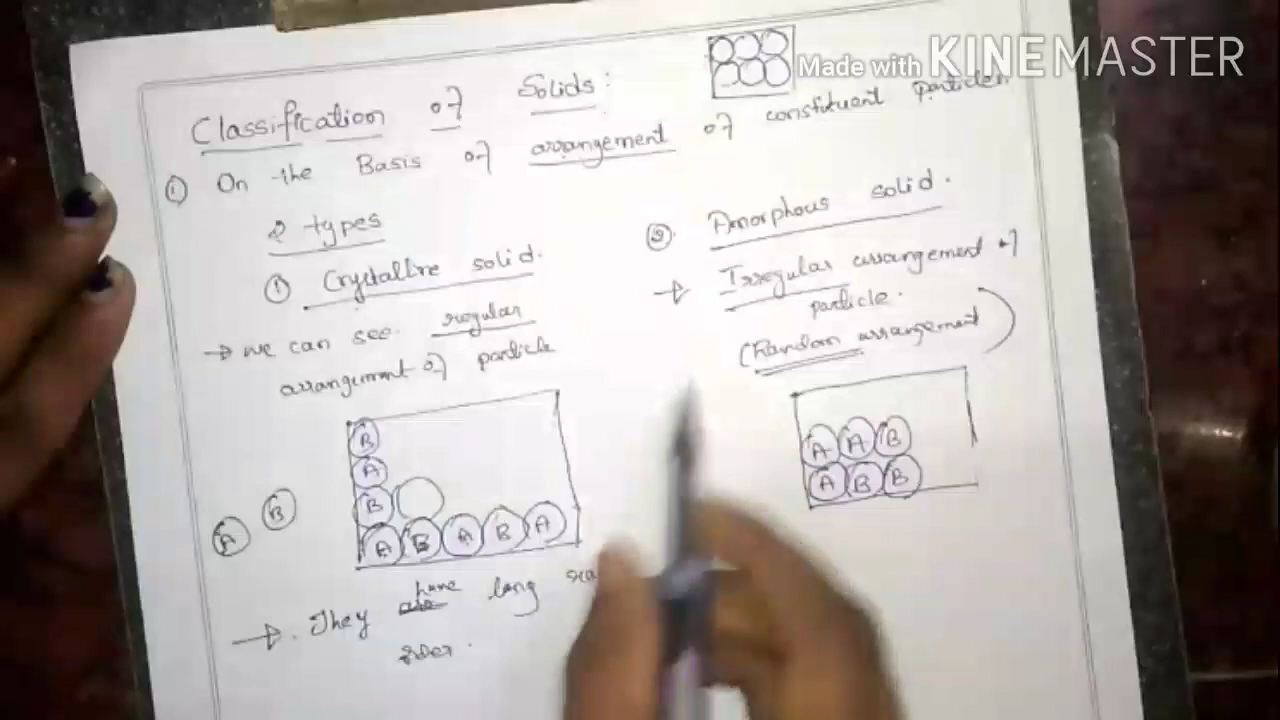 Made with KINEMASTER
Classification of Solids:
① On the Basis of arrangement of constituent particles
2 types
① Crystallire solid.
→ we can see regular
arrangement of particle
B
A
B
A B A B A
A B
→ They have long
order.
②. Amorphous solid.
→ Irregular arrangement of
particle.
(Random arrangement)
A A B
A B B